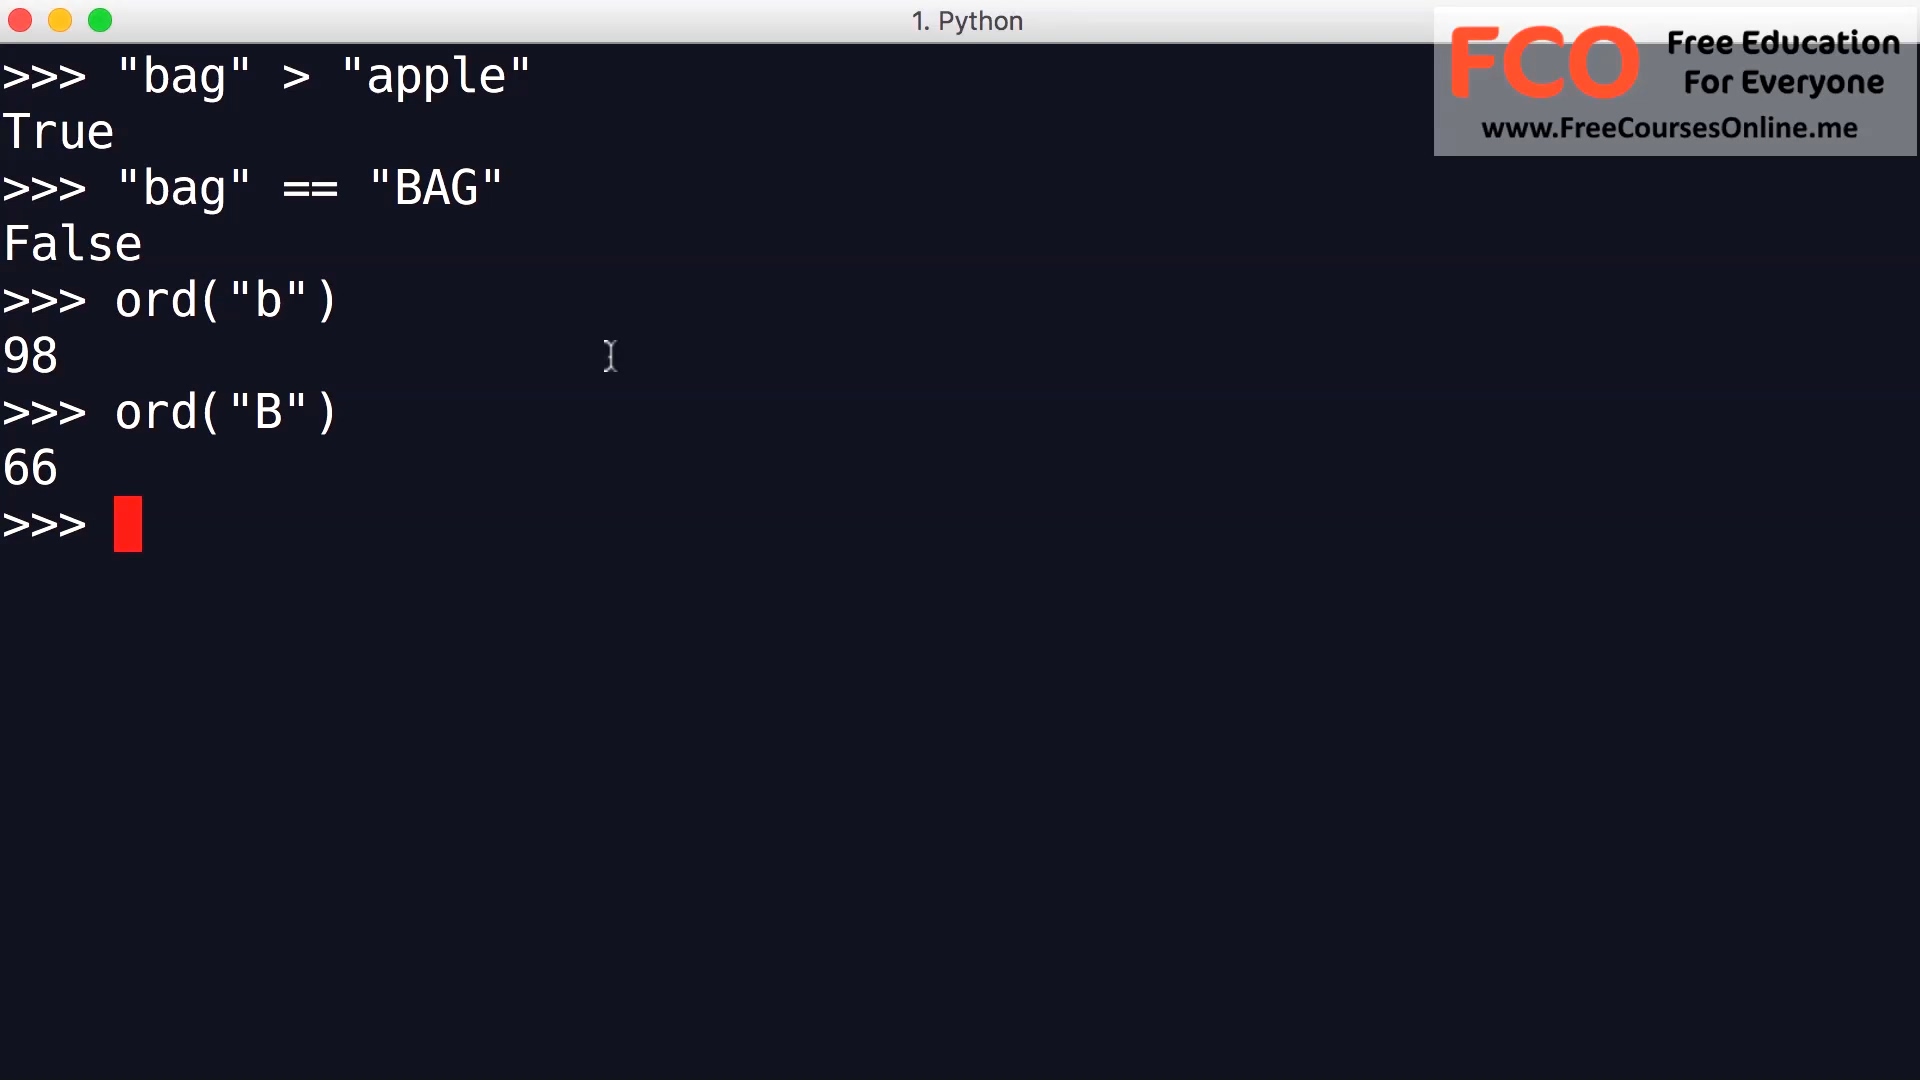 1. Python
FCO
Free Education
For Everyone
www.FreeCoursesOnline.me
>>> "bag" > "apple"
True
>>> "bag" == "BAG"
False
>>> ord("b")
98
>>> ord("B")
66
>>>